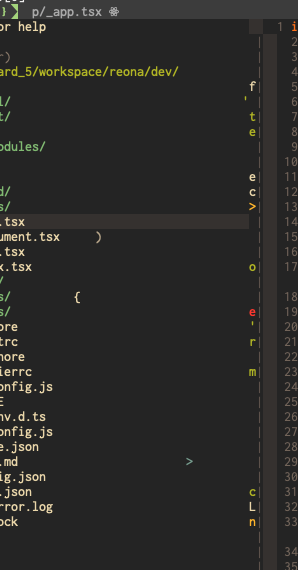 } p/_app.tsx
or help 1 i
2
r) 3
ard_5/workspace/reona/dev/ 4
f 5
l/ ' 6
t/ t 7
e 8
odules/ 9
10
e 11
d/ c 12
s/ > 13
.tsx 14
ument.tsx ) 15
.tsx 16
x.tsx o 17
/
s/ { 18
s/ e 19
ore ' 20
trc r 21
nore 22
ierrc m 23
onfig.js 24
E 25
nv.d.ts 26
onfig.js 27
e.json 28
.md > 29
ig.json 30
.json c 31
rror.log L 32
ock n 33
34
35